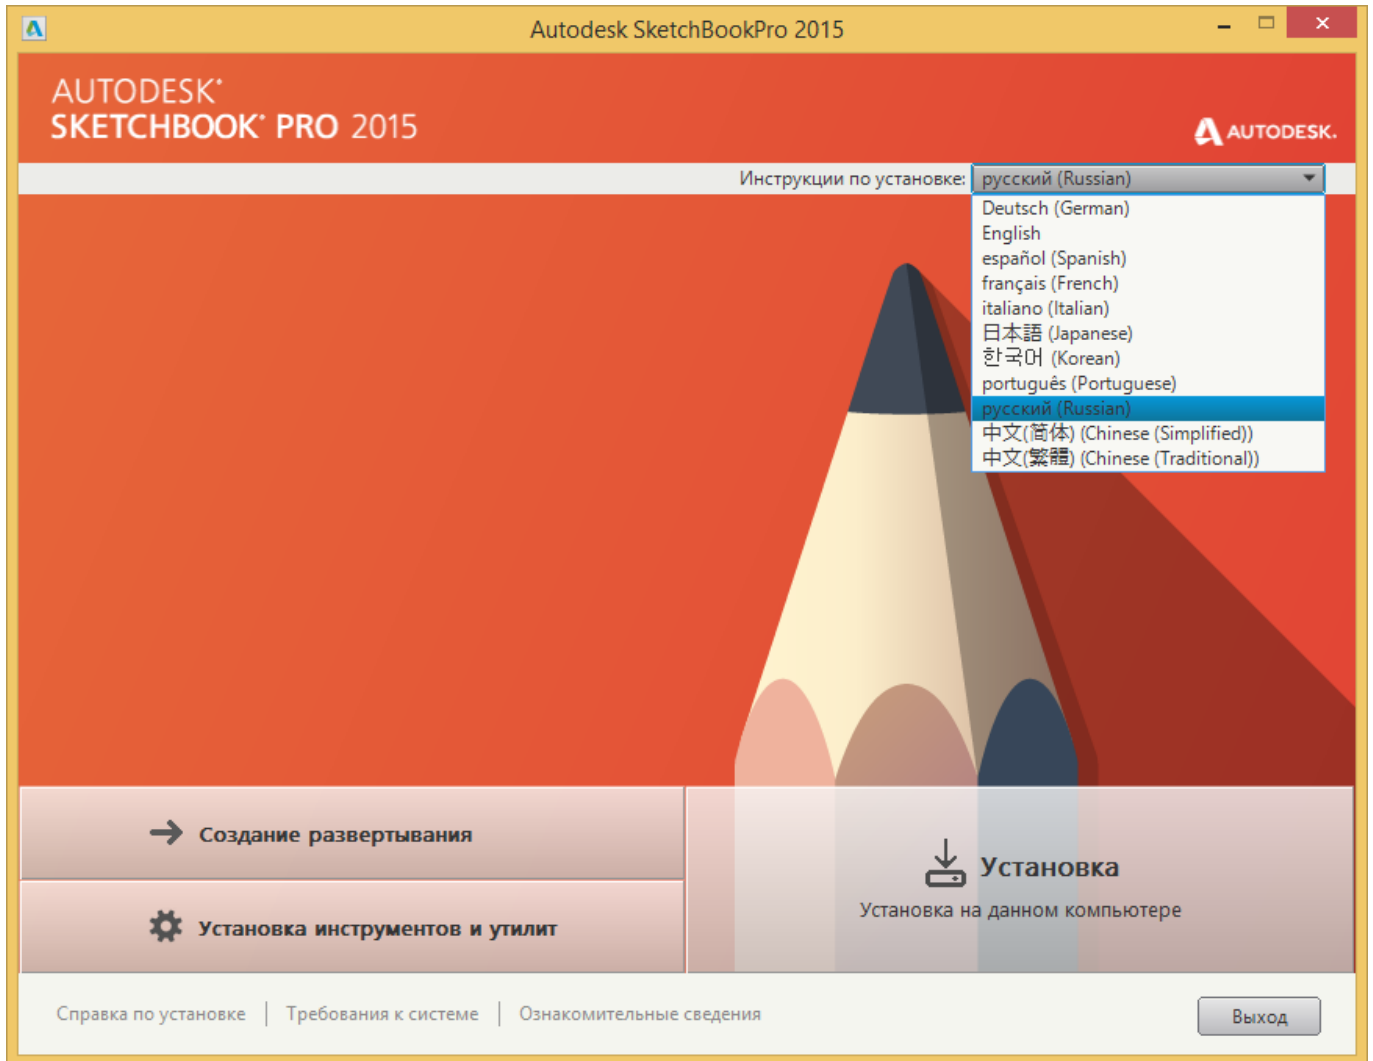 Autodesk SketchBookPro 2015
AUTODESK®
SKETCHBOOK® PRO 2015
AUTODESK.
Инструкции по установке: русский (Russian)
Deutsch (German)
English
español (Spanish)
français (French)
italiano (Italian)
日本語 (Japanese)
한국어 (Korean)
português (Portuguese)
русский (Russian)
中文(简体) (Chinese (Simplified))
中文(繁體) (Chinese (Traditional))
Создание развертывания
Установка инструментов и утилит
Установка
Установка на данном компьютере
Справка по установке | Требования к системе | Ознакомительные сведения
Выход